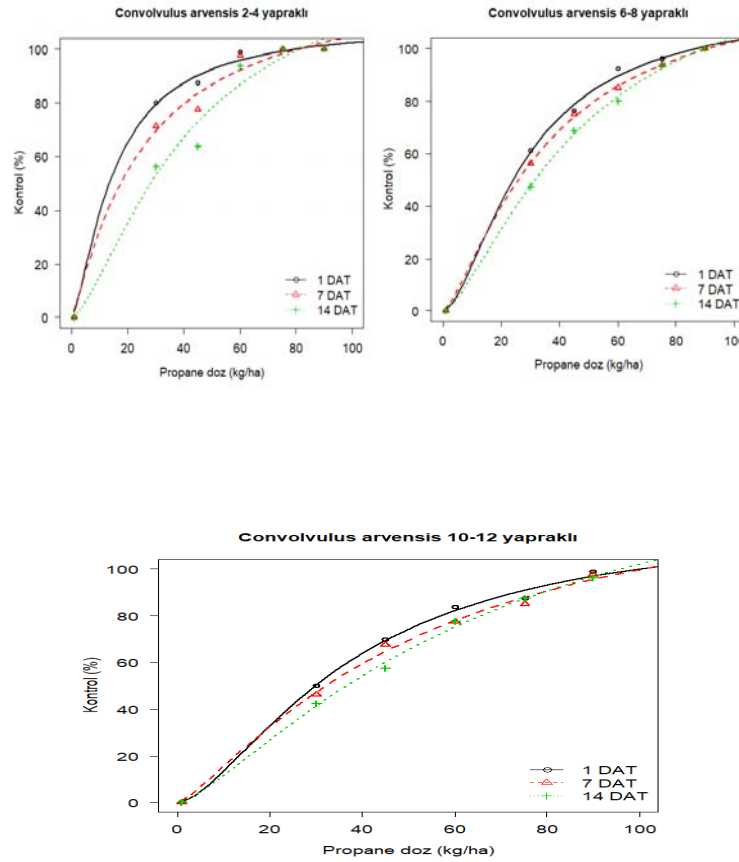 Convolvulus arvensis 2-4 yapraklı
Kontrol (%)
100
80
60
40
20
0
1 DAT
7 DAT
14 DAT
0 20 40 60 80 100
Propane doz (kg/ha)
Convolvulus arvensis 6-8 yapraklı
Kontrol (%)
100
80
60
40
20
0
1 DAT
7 DAT
14 DAT
0 20 40 60 80 100
Propane doz (kg/ha)
Convolvulus arvensis 10-12 yapraklı
Kontrol (%)
100
80
60
40
20
0
1 DAT
7 DAT
14 DAT
0 20 40 60 80 100
Propane doz (kg/ha)